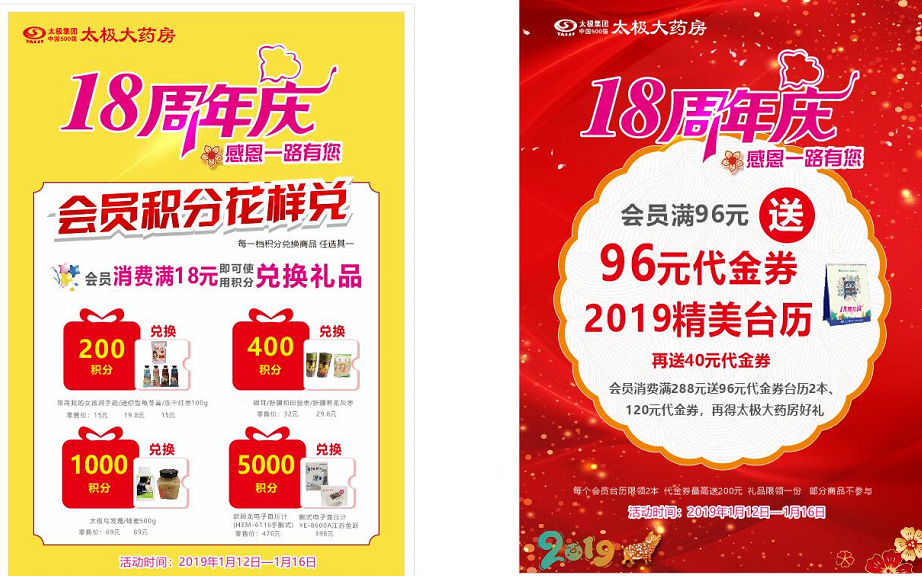 太极集团
中国500强
TAIJI
太极大药房
18周年庆
感恩一路有您
会员积分花样兑
每一档积分兑换商品 任选其一
会员消费满18元即可使用积分兑换礼品
200
积分
兑换
400
积分
兑换
零售价：15元 19.8元 15元
零售价：32元 29.8元
1000
积分
兑换
5000
积分
兑换
太极乌发露/蜂蜜500g
零售价：69元 89元
欧姆龙电子血压计
(HEM-6116手腕式)
零售价：470元
腕式电子血压计
YE-8600A江苏鱼跃
398元
活动时间：2019年1月12日—1月16日
太极集团
中国500强
TAIJI
太极大药房
18周年庆
感恩一路有您
会员满96元 送
96元代金券
2019精美台历
再送40元代金券
会员消费满288元送96元代金券台历2本、
120元代金券，再得太极大药房好礼
每个会员台历限领2本 代金券最高送200元 礼品限领一份 部分商品不参与
活动时间：2019年1月12日—1月16日
2019